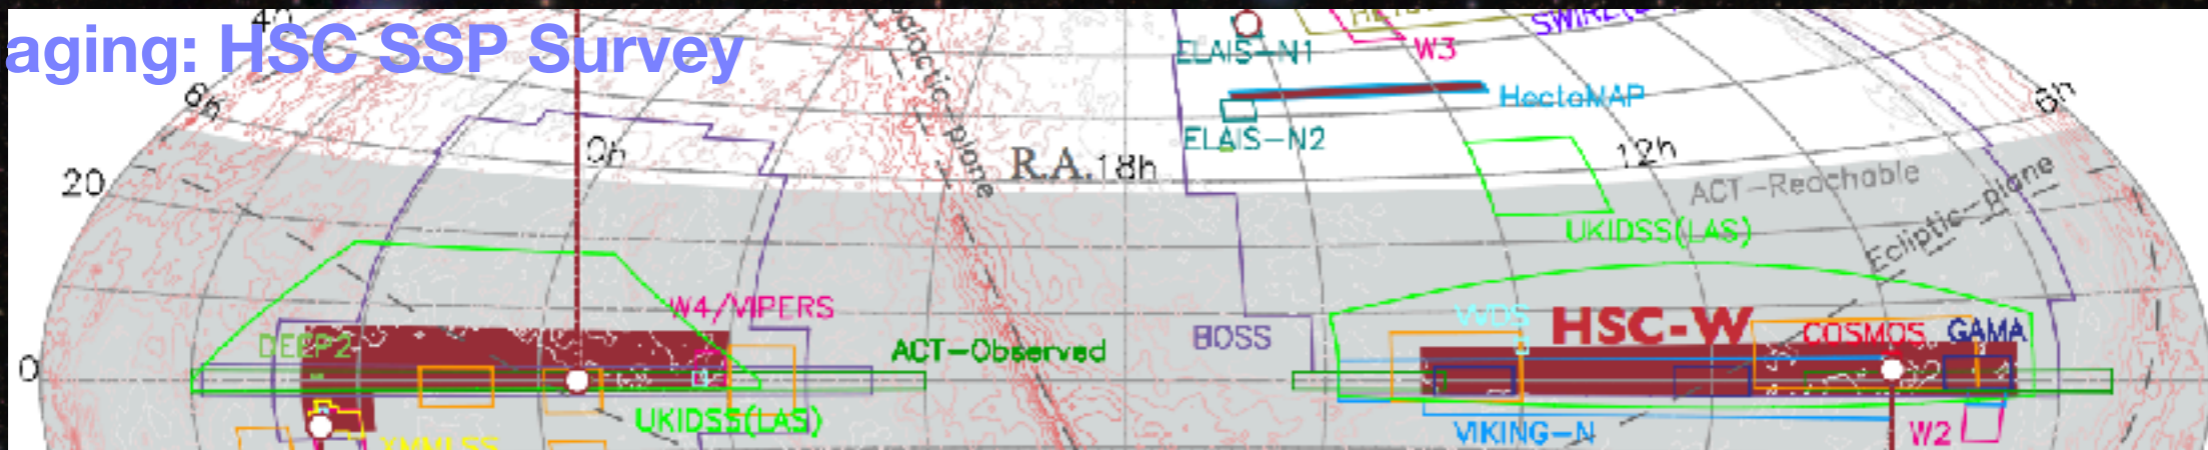 aging: HSC SSP Survey
ELAIS-N1
W3
6h
HectoMAP
6h
ELAIS-N2
0h
R.A. 18h
12h
Galactic-plane
20
ACT-Reachable
Ecliptic-plane
UKIDSS(LAS)
W4/VIPERS
VVDS
HSC-W
COSMOS
GAMA
DEEP2
BOSS
ACT-Observed
0
UKIDSS(LAS)
VIKING-N
W2
XMMLSS